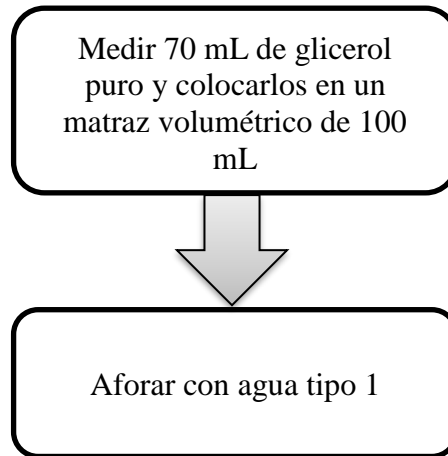 Medir 70 mL de glicerol
puro y colocarlos en un
matraz volumétrico de 100
mL
Aforar con agua tipo 1